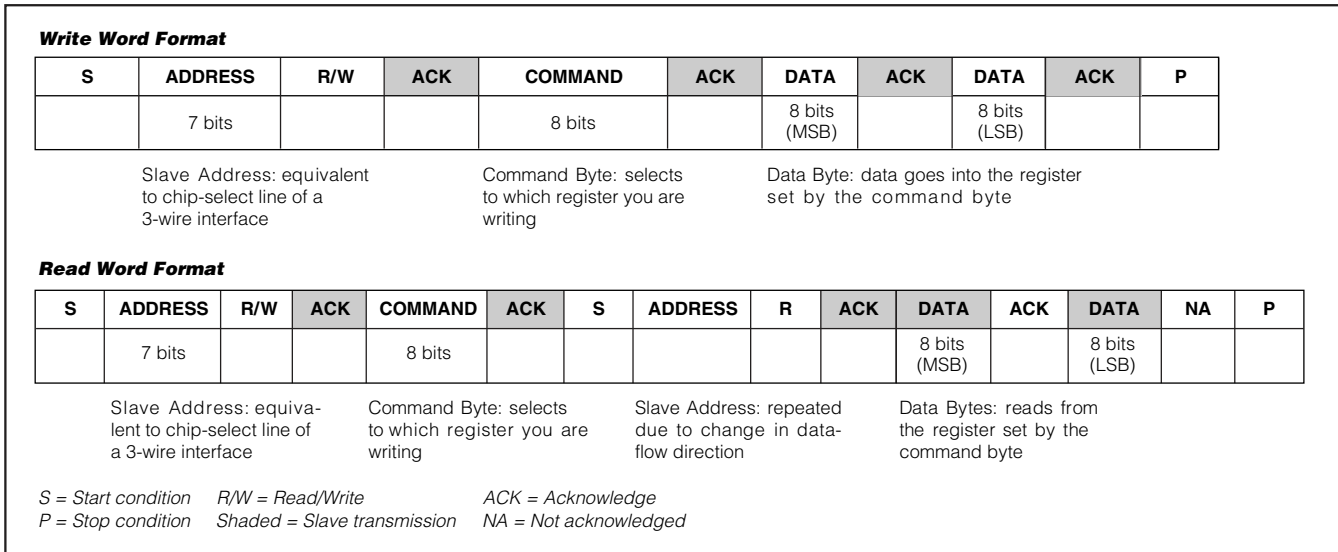 Write Word Format
S ADDRESS R/W ACK COMMAND ACK DATA ACK DATA ACK P
7 bits 8 bits 8 bits (MSB) 8 bits (LSB)
Slave Address: equivalent
to chip-select line of a
3-wire interface
Command Byte: selects
to which register you are
writing
Data Byte: data goes into the register
set by the command byte
Read Word Format
S ADDRESS R/W ACK COMMAND ACK S ADDRESS R ACK DATA ACK DATA NA P
7 bits 8 bits 8 bits (MSB) 8 bits (LSB)
Slave Address: equiva-
lent to chip-select line of
a 3-wire interface
Command Byte: selects
to which register you are
writing
Slave Address: repeated
due to change in data-
flow direction
Data Bytes: reads from
the register set by the
command byte
S = Start condition R/W = Read/Write ACK = Acknowledge
P = Stop condition Shaded = Slave transmission NA = Not acknowledged